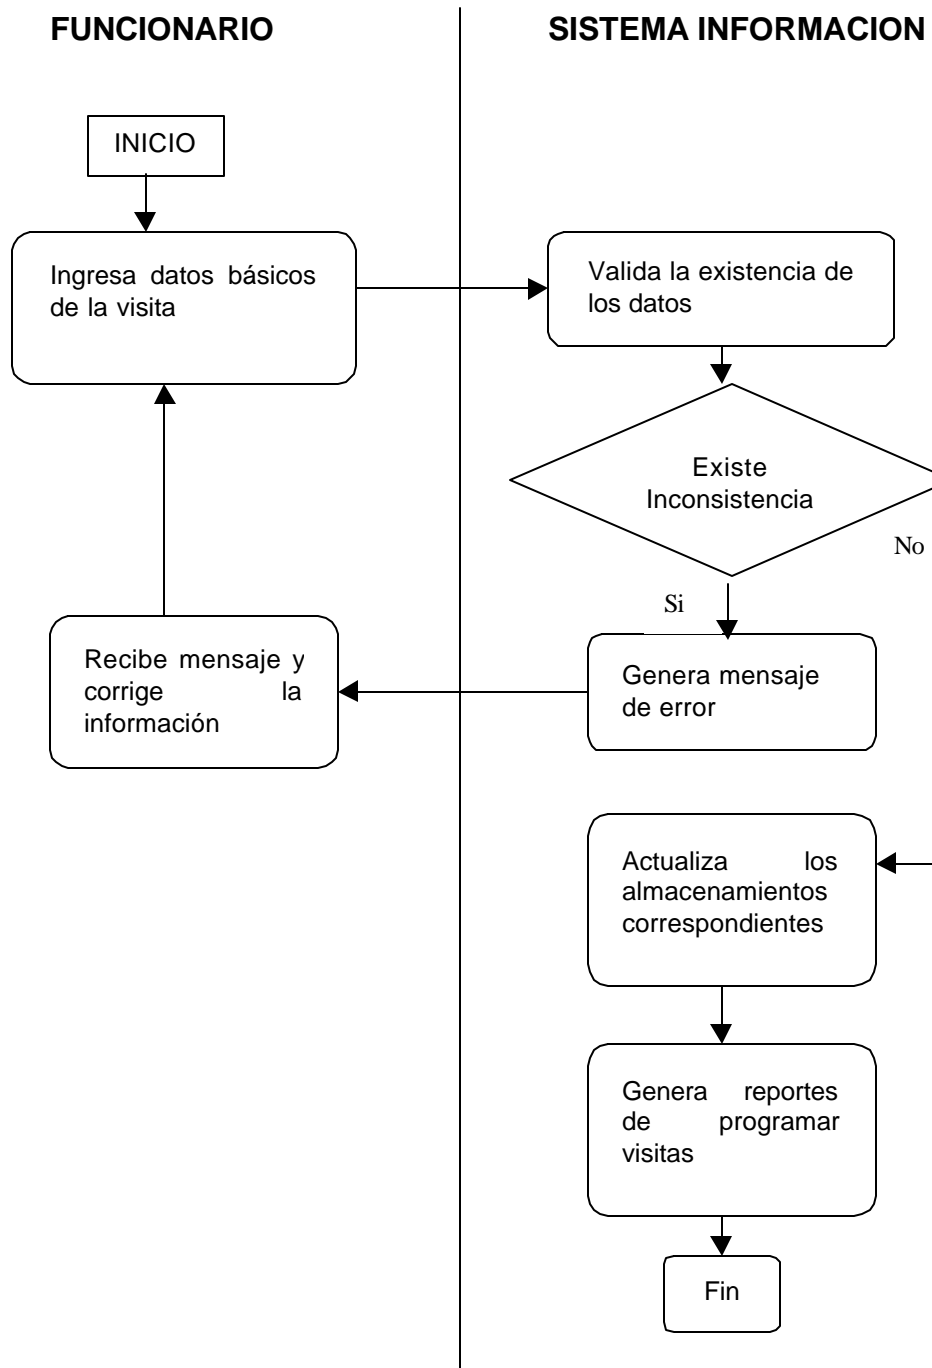 FUNCIONARIO
SISTEMA INFORMACION
INICIO
Ingresa datos básicos
de la visita
Valida la existencia de
los datos
Existe
Inconsistencia
No
Si
Recibe mensaje y
corrige la
información
Genera mensaje
de error
Actualiza los
almacenamientos
correspondientes
Genera reportes
de programar
visitas
Fin